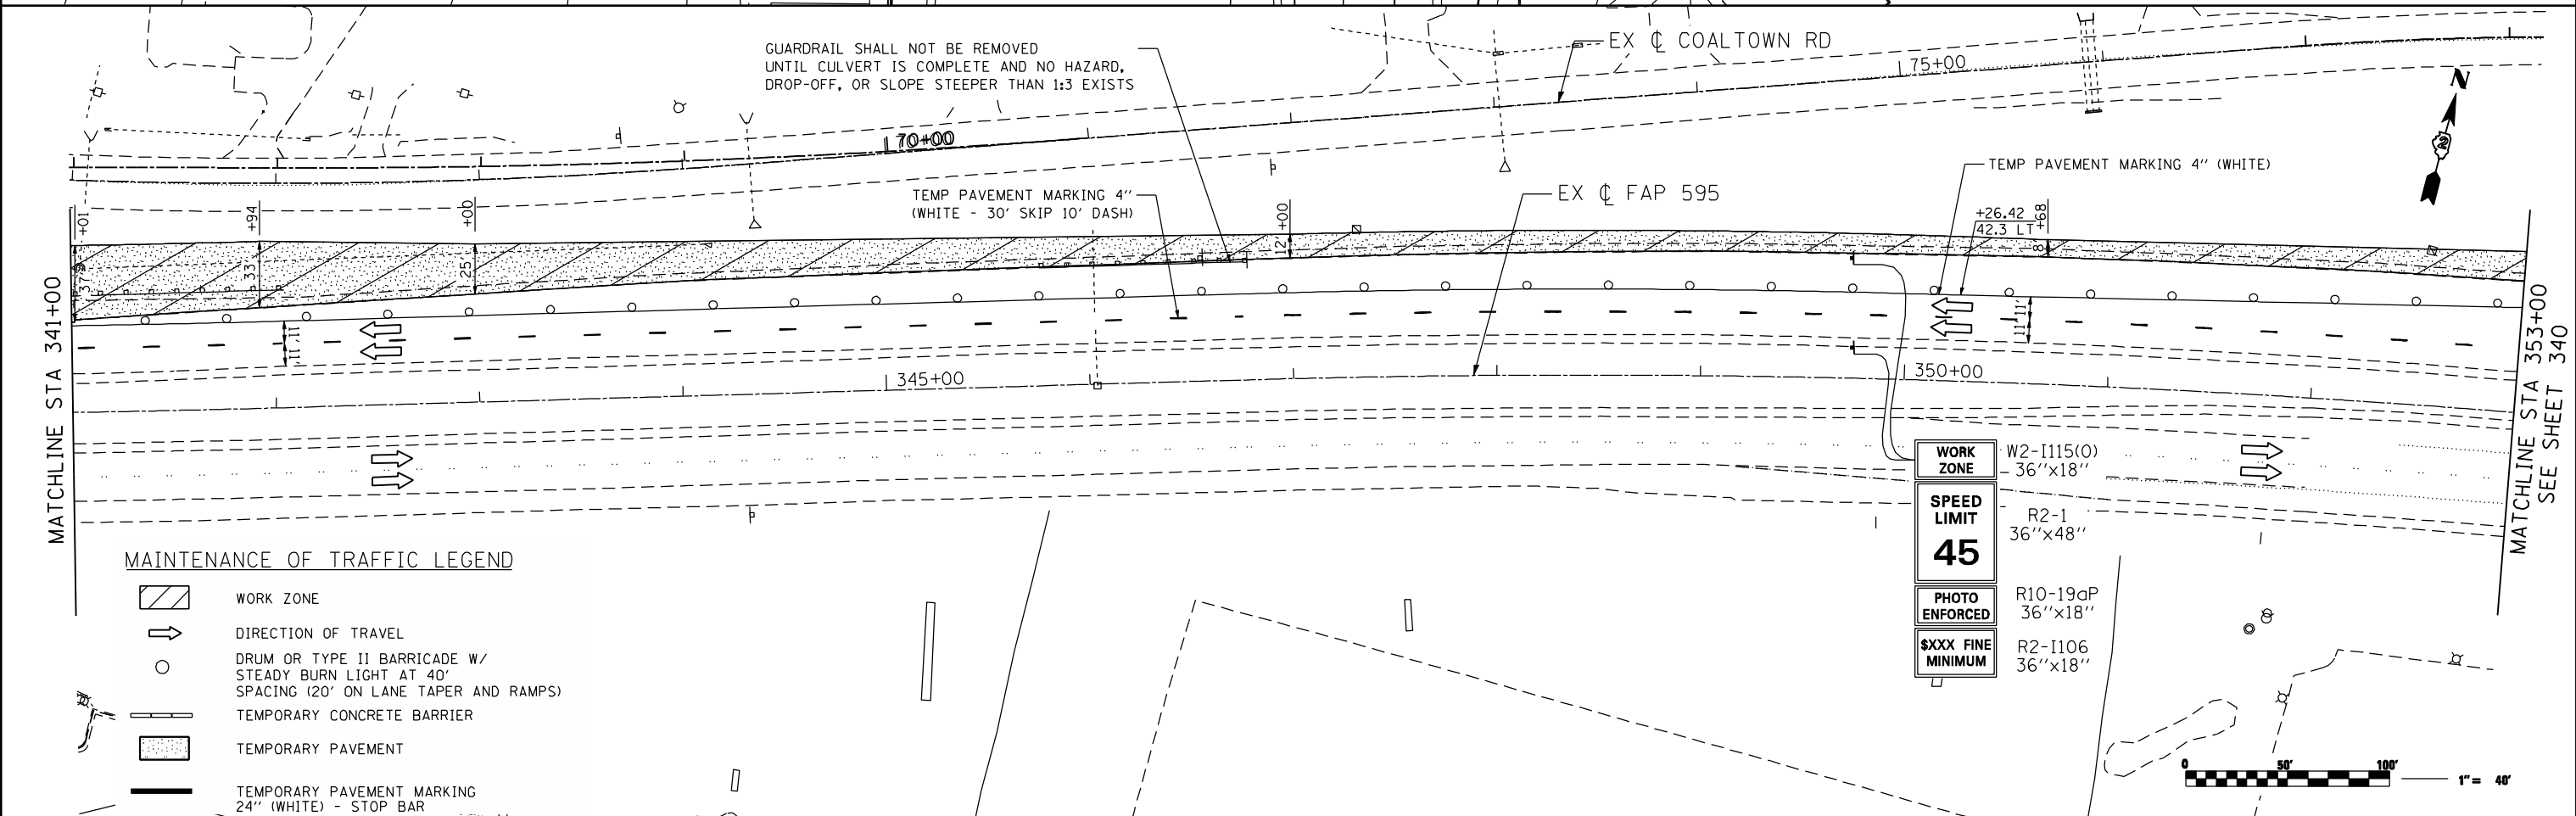 GUARDRAIL SHALL NOT BE REMOVED
UNTIL CULVERT IS COMPLETE AND NO HAZARD,
DROP-OFF, OR SLOPE STEEPER THAN 1:3 EXISTS
EX ℄ COALTOWN RD
75+00
N
2
70+00
TEMP PAVEMENT MARKING 4''
(WHITE - 30' SKIP 10' DASH)
EX ℄ FAP 595
TEMP PAVEMENT MARKING 4'' (WHITE)
+01
+94
+00
+00
+26.42
42.3 LT
+68
33
25
12'
8'
11'
11'
11'
11'
345+00
350+00
MATCHLINE STA 341+00
MATCHLINE STA 353+00
SEE SHEET 340
WORK
ZONE
W2-I115(O)
36''x18''
SPEED
LIMIT
45
R2-1
36''x48''
PHOTO
ENFORCED
R10-19aP
36''x18''
$XXX FINE
MINIMUM
R2-I106
36''x18''
MAINTENANCE OF TRAFFIC LEGEND
WORK ZONE
DIRECTION OF TRAVEL
DRUM OR TYPE II BARRICADE W/
STEADY BURN LIGHT AT 40'
SPACING (20' ON LANE TAPER AND RAMPS)
TEMPORARY CONCRETE BARRIER
TEMPORARY PAVEMENT
TEMPORARY PAVEMENT MARKING
24'' (WHITE) - STOP BAR
0
50'
100'
1'' = 40'